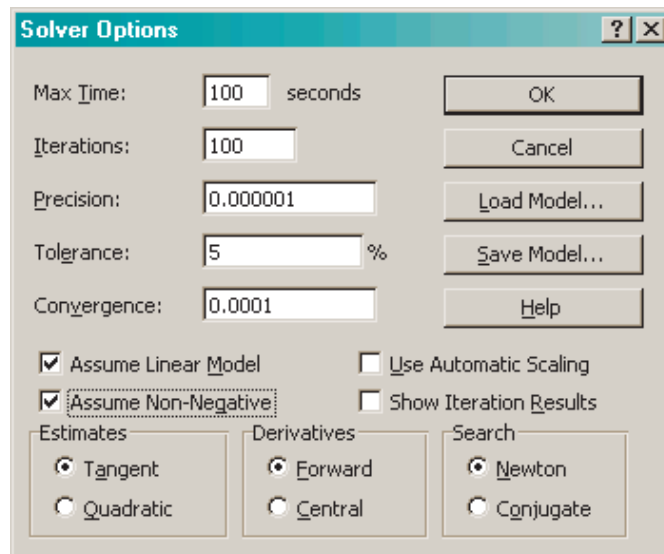 Solver Options
Max Time: 100 seconds OK
Iterations: 100 Cancel
Precision: 0.000001 Load Model...
Tolerance: 5 % Save Model...
Convergence: 0.0001 Help
Assume Linear Model Use Automatic Scaling
Assume Non-Negative Show Iteration Results
Estimates Derivatives Search
Tangent Forward Newton
Quadratic Central Conjugate